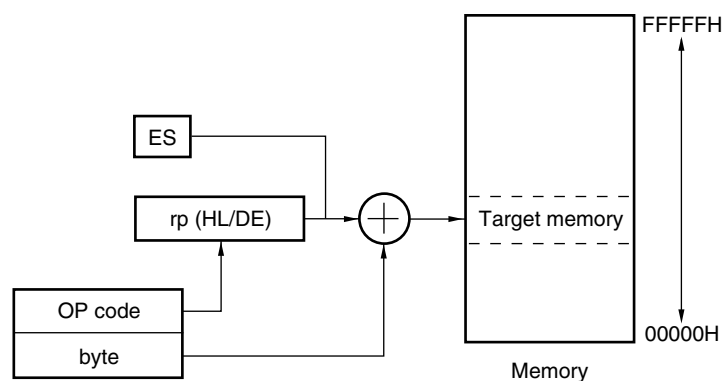 FFFFFH
ES
rp (HL/DE)
Target memory
OP code
byte
00000H
Memory